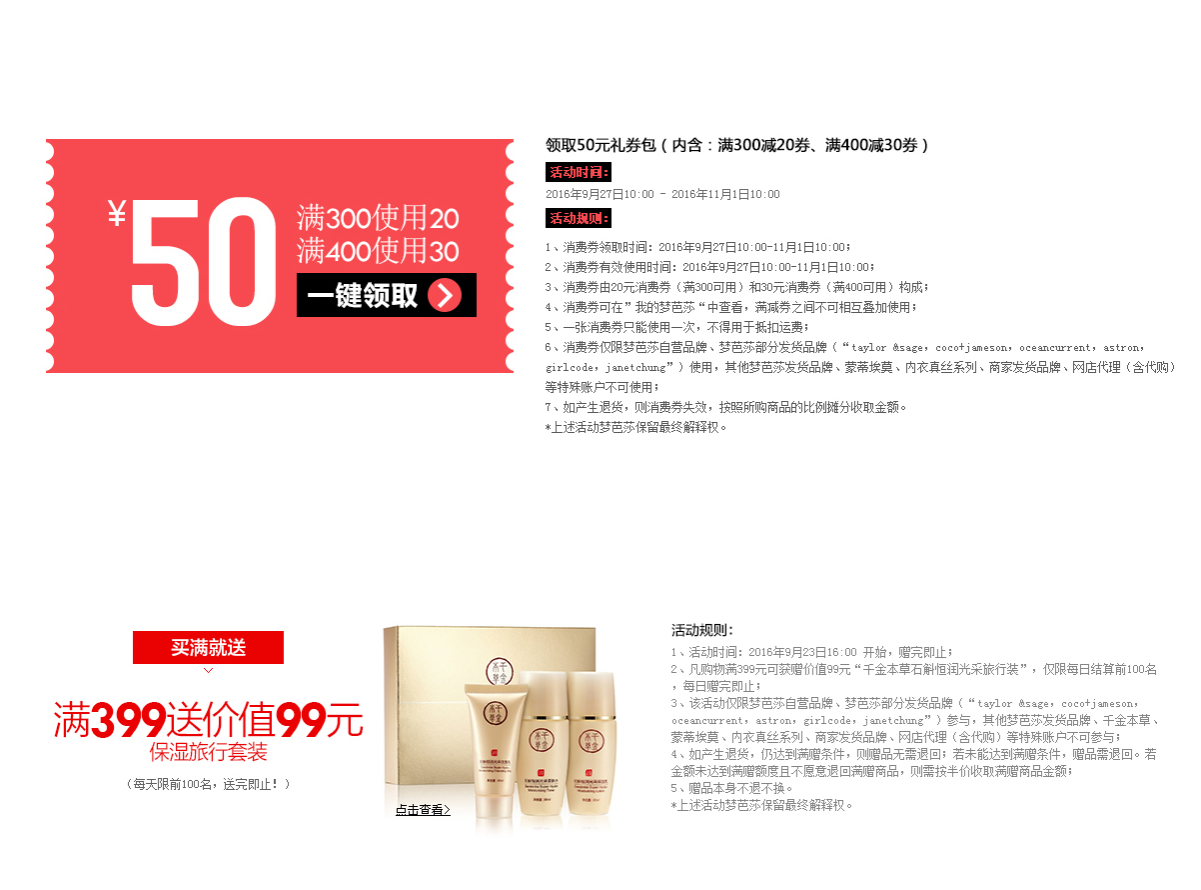 ¥50
满300使用20
满400使用30
一键领取
领取50元礼券包（内含：满300减20券、满400减30券）
活动时间：
2016年9月27日10:00 - 2016年11月1日10:00
活动规则：
1、消费券领取时间：2016年9月27日10:00-11月1日10:00；
2、消费券有效使用时间：2016年9月27日10:00-11月1日10:00；
3、消费券由20元消费券（满300可用）和30元消费券（满400可用）构成；
4、消费券可在”我的梦芭莎“中查看，满减券之间不可相互叠加使用；
5、一张消费券只能使用一次，不得用于抵扣运费；
6、消费券仅限梦芭莎自营品牌、梦芭莎部分发货品牌（“taylor &sage，coco+jameson，oceancurrent，astron，
girlcode，janetchung”）使用，其他梦芭莎发货品牌、蒙蒂埃莫、内衣真丝系列、商家发货品牌、网店代理（含代购）
等特殊账户不可使用；
7、如产生退货，则消费券失效，按照所购商品的比例摊分收取金额。
*上述活动梦芭莎保留最终解释权。
买满就送
满399送价值99元
保湿旅行套装
（每天限前100名，送完即止！）
点击查看>
活动规则：
1、活动时间：2016年9月23日16:00 开始，赠完即止；
2、凡购物满399元可获赠价值99元“千金本草石斛恒润光采旅行装”，仅限每日结算前100名
，每日赠完即止；
3、该活动仅限梦芭莎自营品牌、梦芭莎部分发货品牌（“taylor &sage，coco+jameson，
oceancurrent，astron，girlcode，janetchung”）参与，其他梦芭莎发货品牌、千金本草、
蒙蒂埃莫、内衣真丝系列、商家发货品牌、网店代理（含代购）等特殊账户不可参与；
4、如产生退货，仍达到满赠条件，则赠品无需退回；若未能达到满赠条件，赠品需退回。若
金额未达到满赠额度且不愿意退回满赠商品，则需按半价收取满赠商品金额；
5、赠品本身不退不换。
*上述活动梦芭莎保留最终解释权。